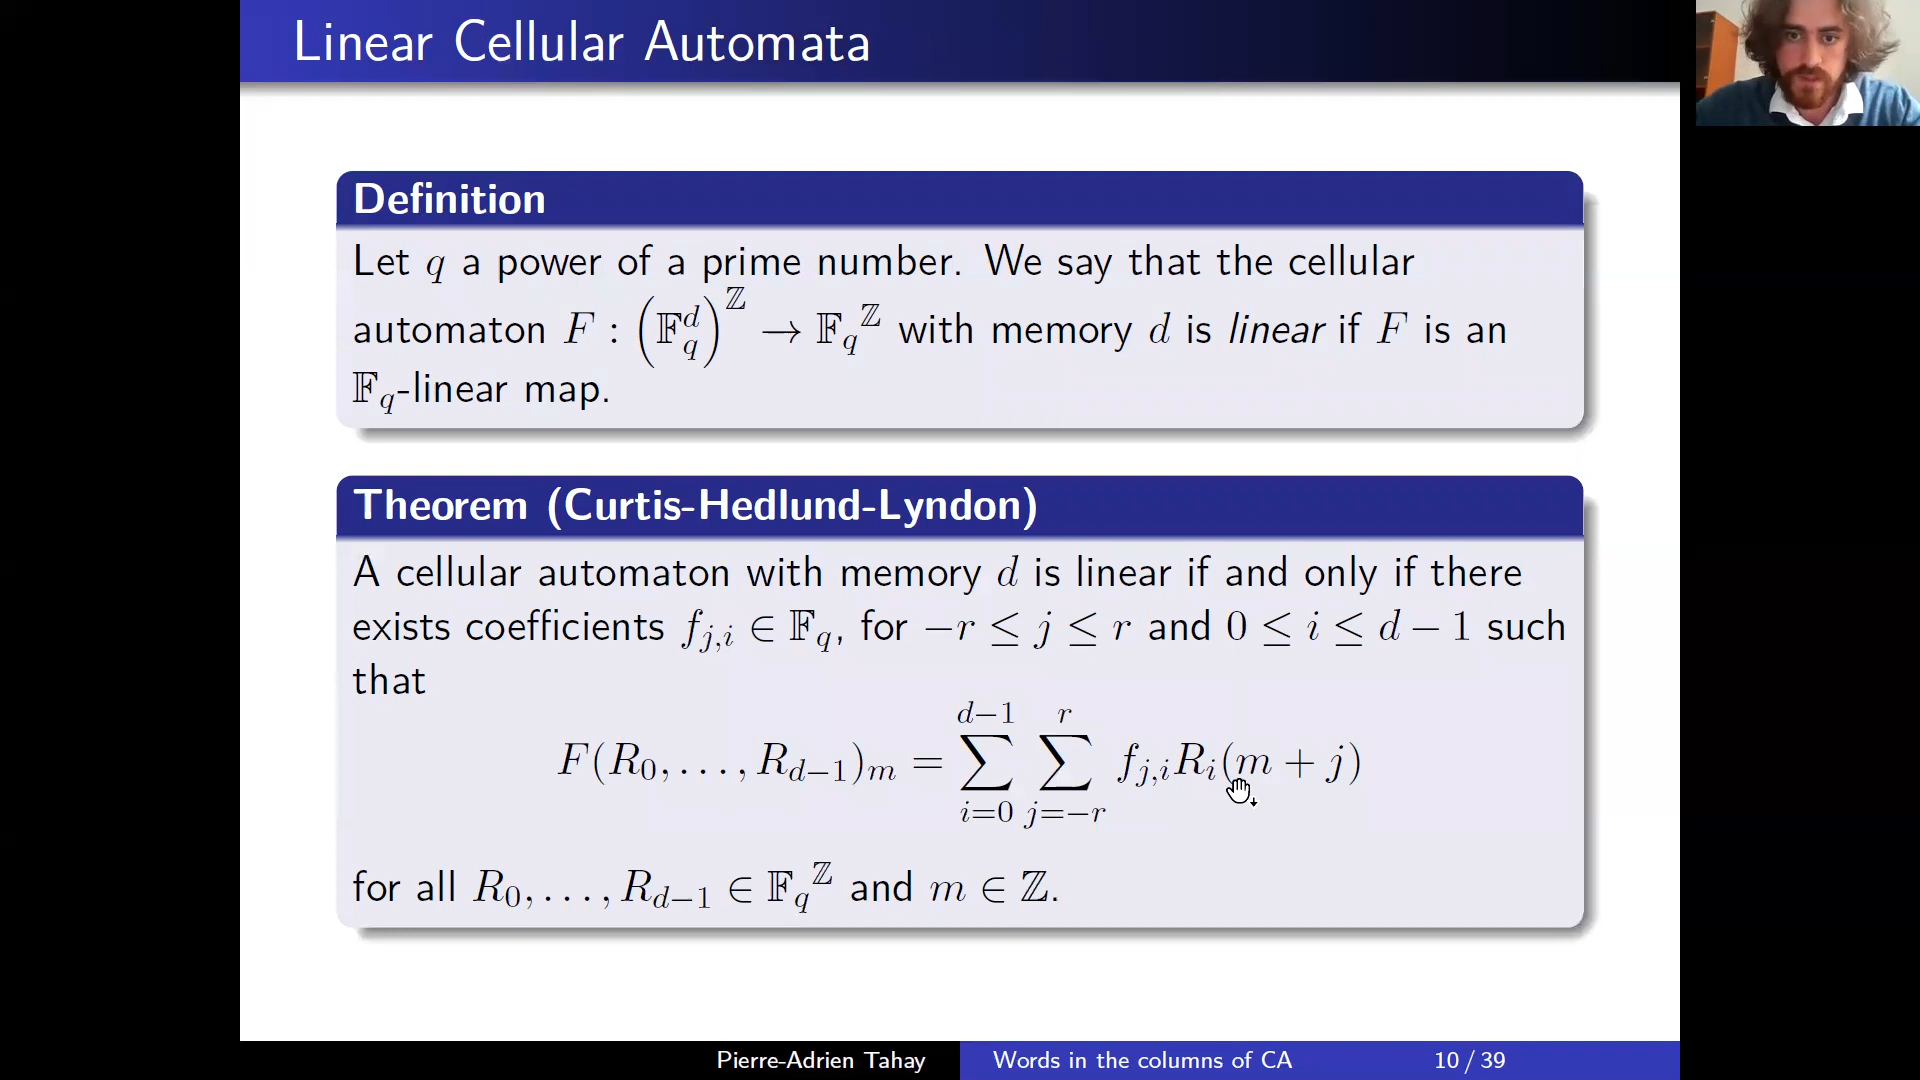 Linear Cellular Automata
Definition
Let q a power of a prime number. We say that the cellular
automaton F : (𝔽_q^d)^ℤ → 𝔽_q^ℤ with memory d is linear if F is an
𝔽_q-linear map.
Theorem (Curtis-Hedlund-Lyndon)
A cellular automaton with memory d is linear if and only if there
exists coefficients f_{j,i} ∈ 𝔽_q, for −r ≤ j ≤ r and 0 ≤ i ≤ d − 1 such
that
F(R_0, . . . , R_{d−1})_m = ∑_{i=0}^{d−1} ∑_{j=−r}^{r} f_{j,i}R_i(m + j)
for all R_0, . . . , R_{d−1} ∈ 𝔽_q^ℤ and m ∈ ℤ.
Pierre-Adrien Tahay Words in the columns of CA 10 / 39